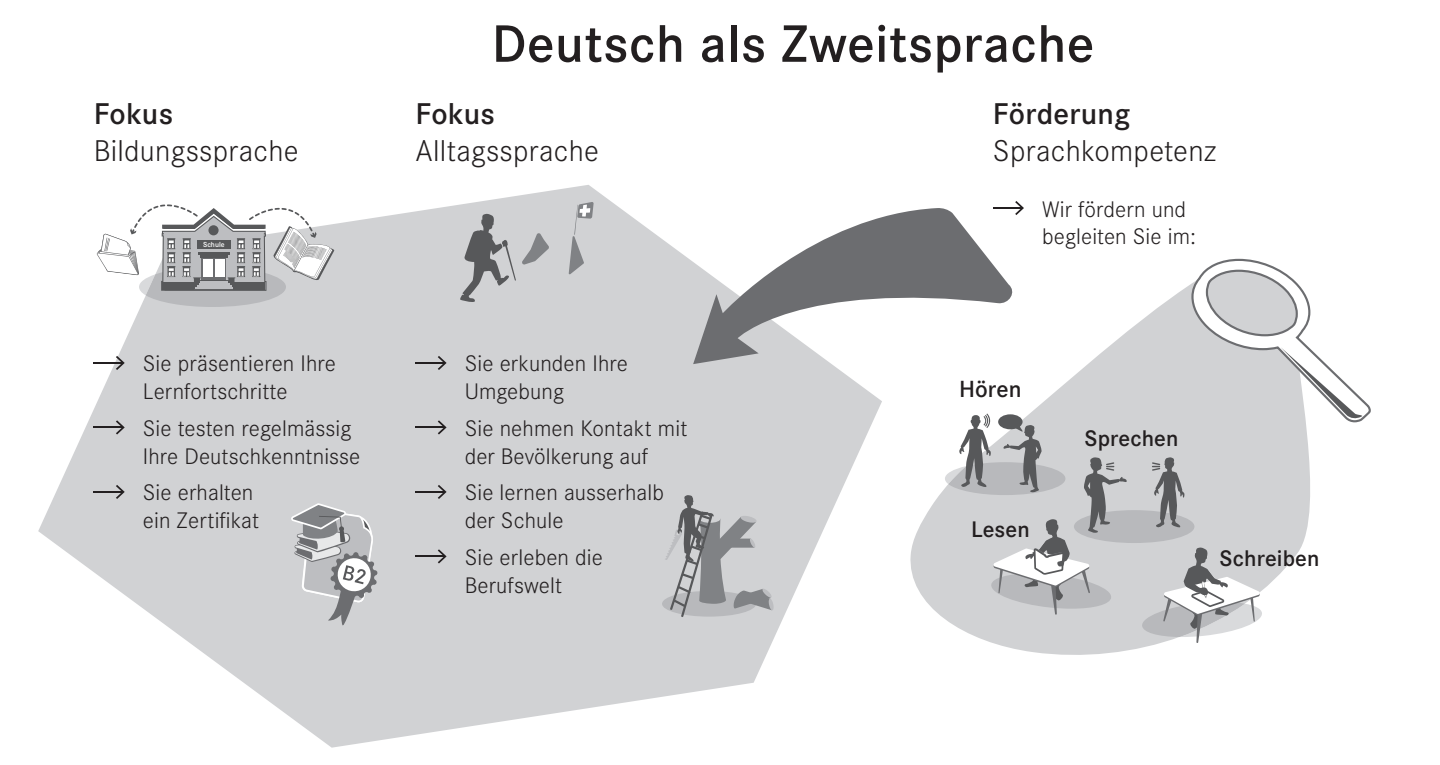 Deutsch als Zweitsprache
Fokus
Bildungssprache
Schule
Sie präsentieren Ihre
Lernfortschritte
Sie testen regelmässig
Ihre Deutschkenntnisse
Sie erhalten
ein Zertifikat
B2
Fokus
Alltagssprache
Sie erkunden Ihre
Umgebung
Sie nehmen Kontakt mit
der Bevölkerung auf
Sie lernen ausserhalb
der Schule
Sie erleben die
Berufswelt
Förderung
Sprachkompetenz
Wir fördern und
begleiten Sie im:
Hören
Sprechen
Lesen
Schreiben